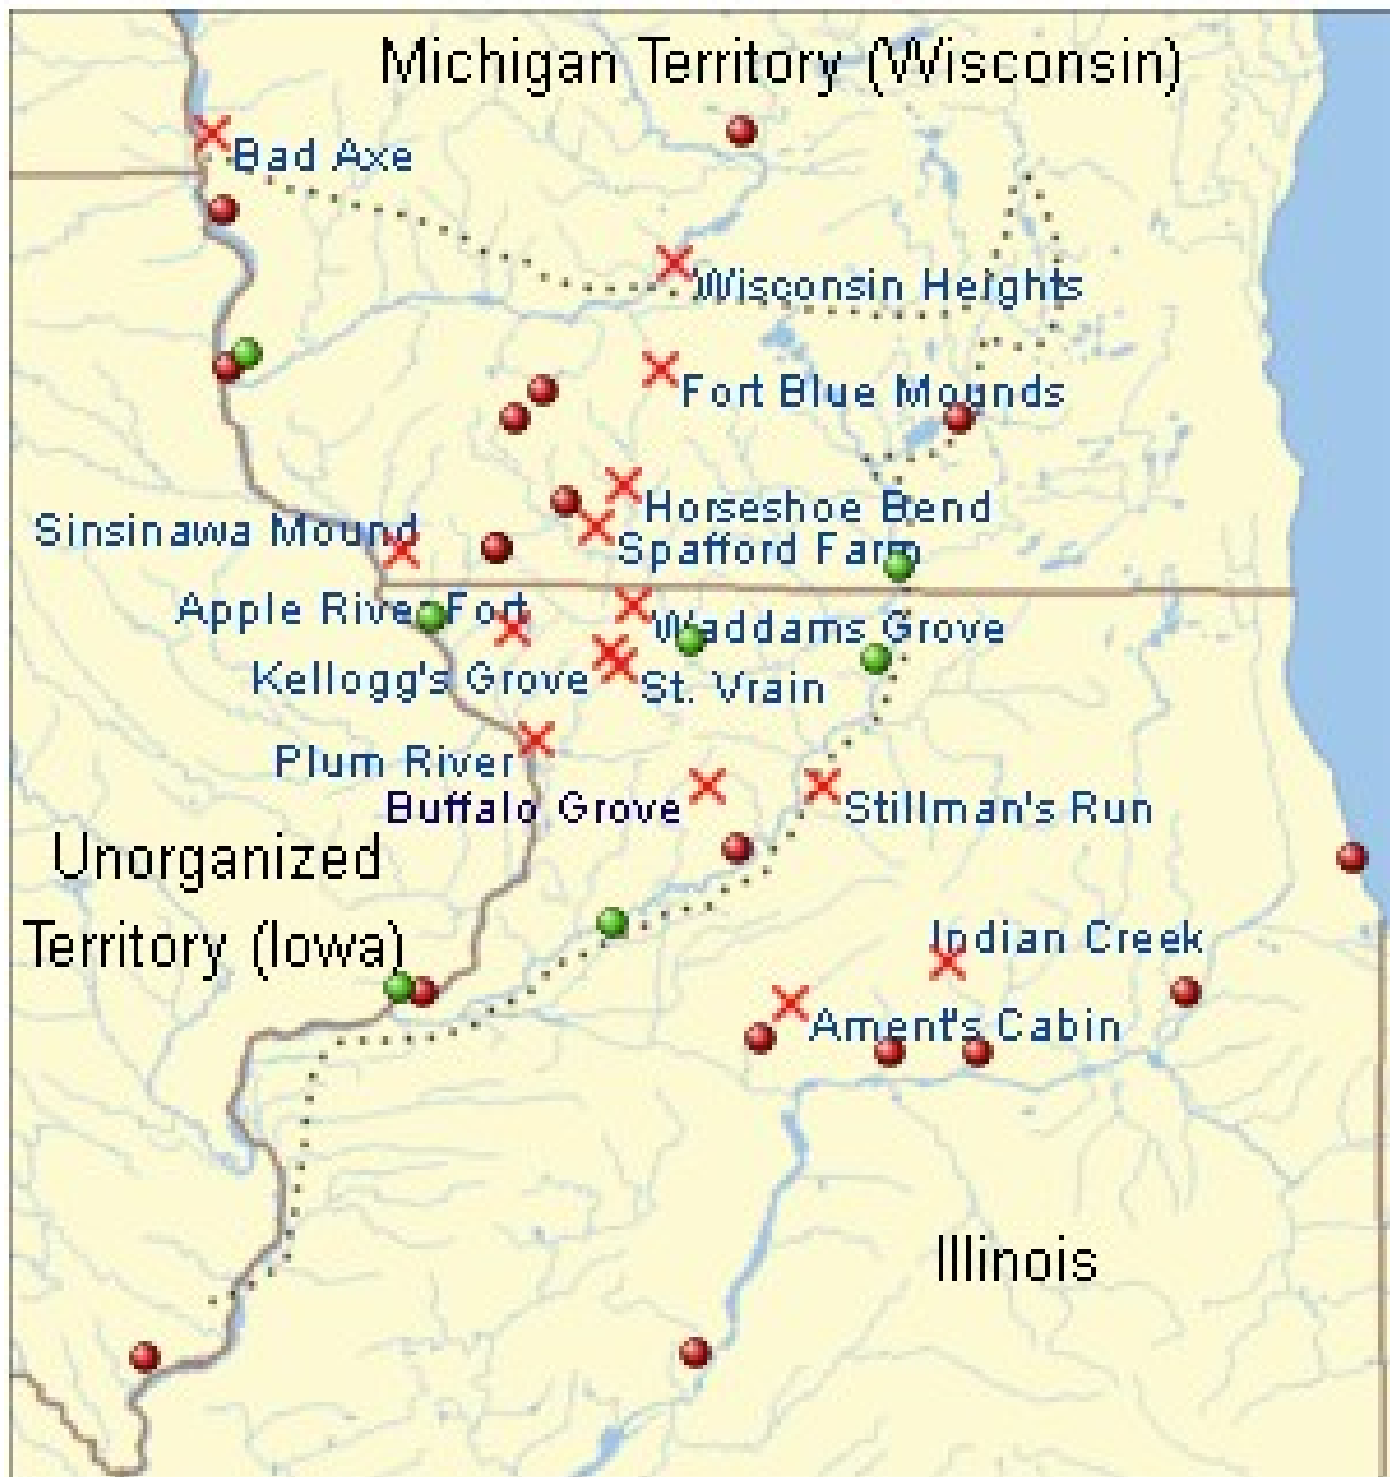 Michigan Territory (Wisconsin)
Bad Axe
Wisconsin Heights
Fort Blue Mounds
Horseshoe Bend
Sinsinawa Mound
Spafford Farm
Apple River Fort
Waddams Grove
Kellogg's Grove
St. Vrain
Plum River
Buffalo Grove
Stillman's Run
Unorganized
Territory (Iowa)
Indian Creek
Ament's Cabin
Illinois